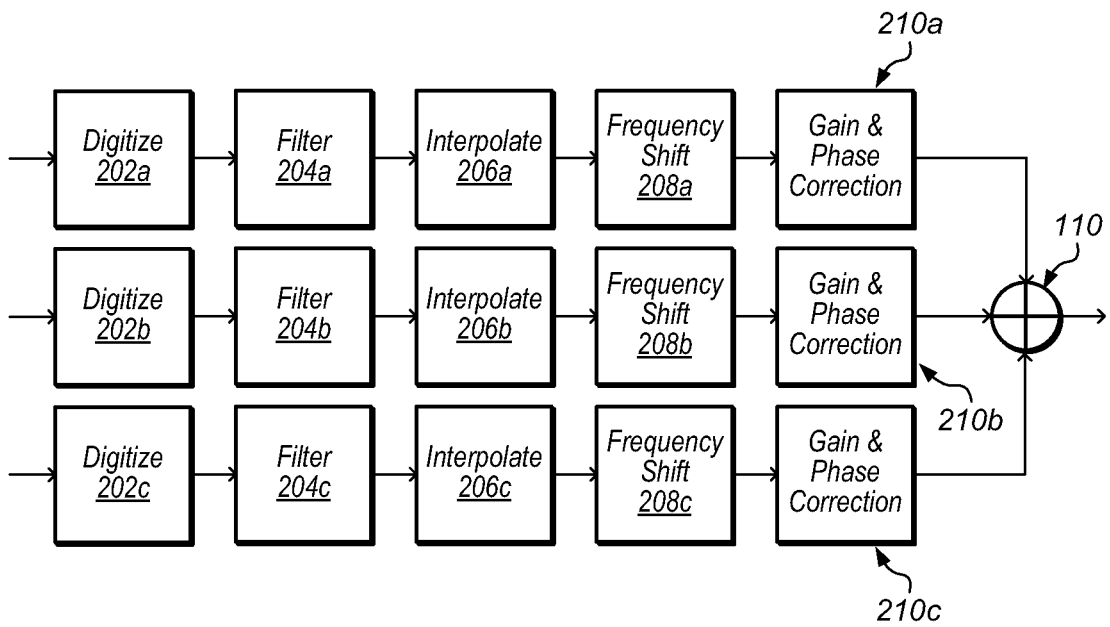 210a
Digitize
202a
Filter
204a
Interpolate
206a
Frequency
Shift
208a
Gain &
Phase
Correction
110
Digitize
202b
Filter
204b
Interpolate
206b
Frequency
Shift
208b
Gain &
Phase
Correction
210b
Digitize
202c
Filter
204c
Interpolate
206c
Frequency
Shift
208c
Gain &
Phase
Correction
210c